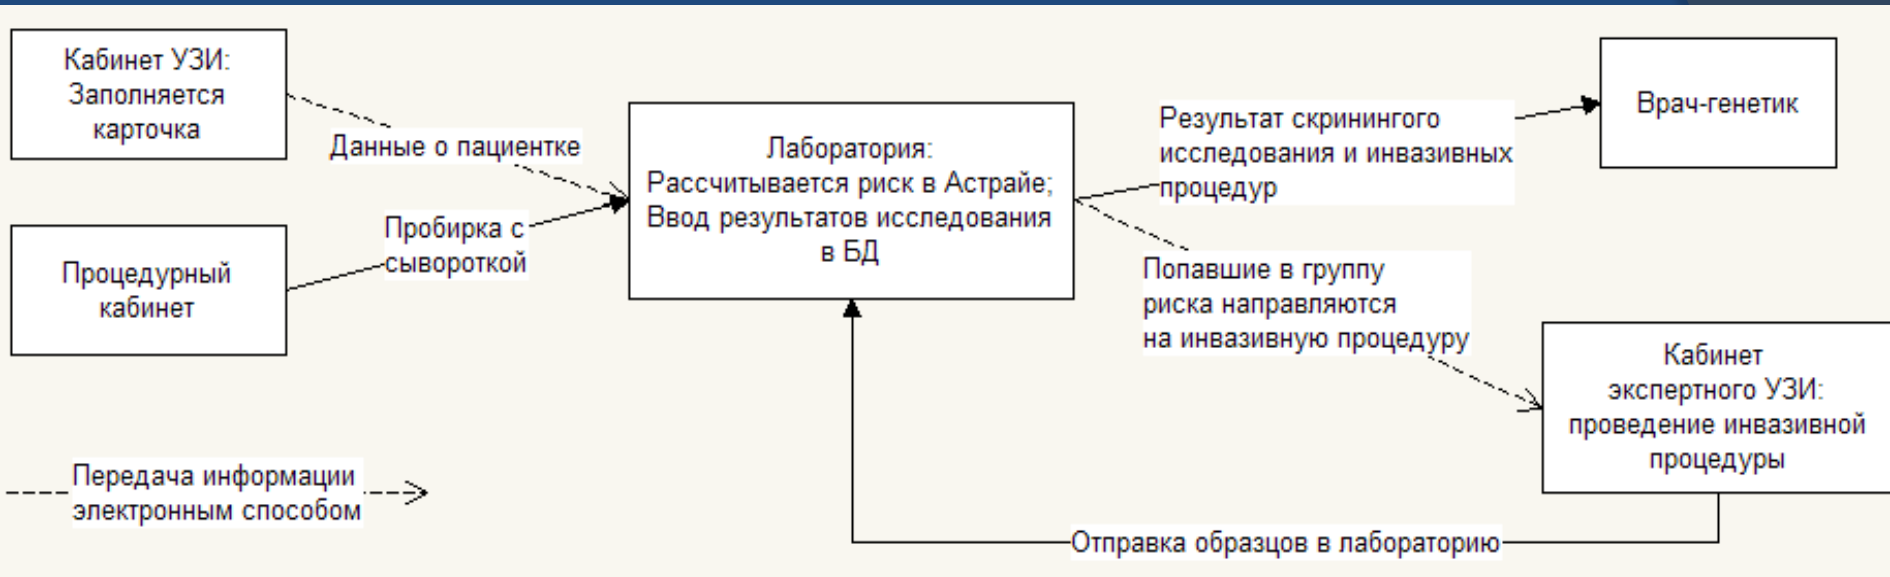 Кабинет УЗИ:
Заполняется
карточка
Данные о пациентке
Процедурный
кабинет
Пробирка с
сывороткой
Лаборатория:
Рассчитывается риск в Астрайе;
Ввод результатов исследования
в БД
Результат скринингого
исследования и инвазивных
процедур
Врач-генетик
Попавшие в группу
риска направляются
на инвазивную процедуру
Кабинет
экспертного УЗИ:
проведение инвазивной
процедуры
Передача информации
электронным способом
Отправка образцов в лабораторию